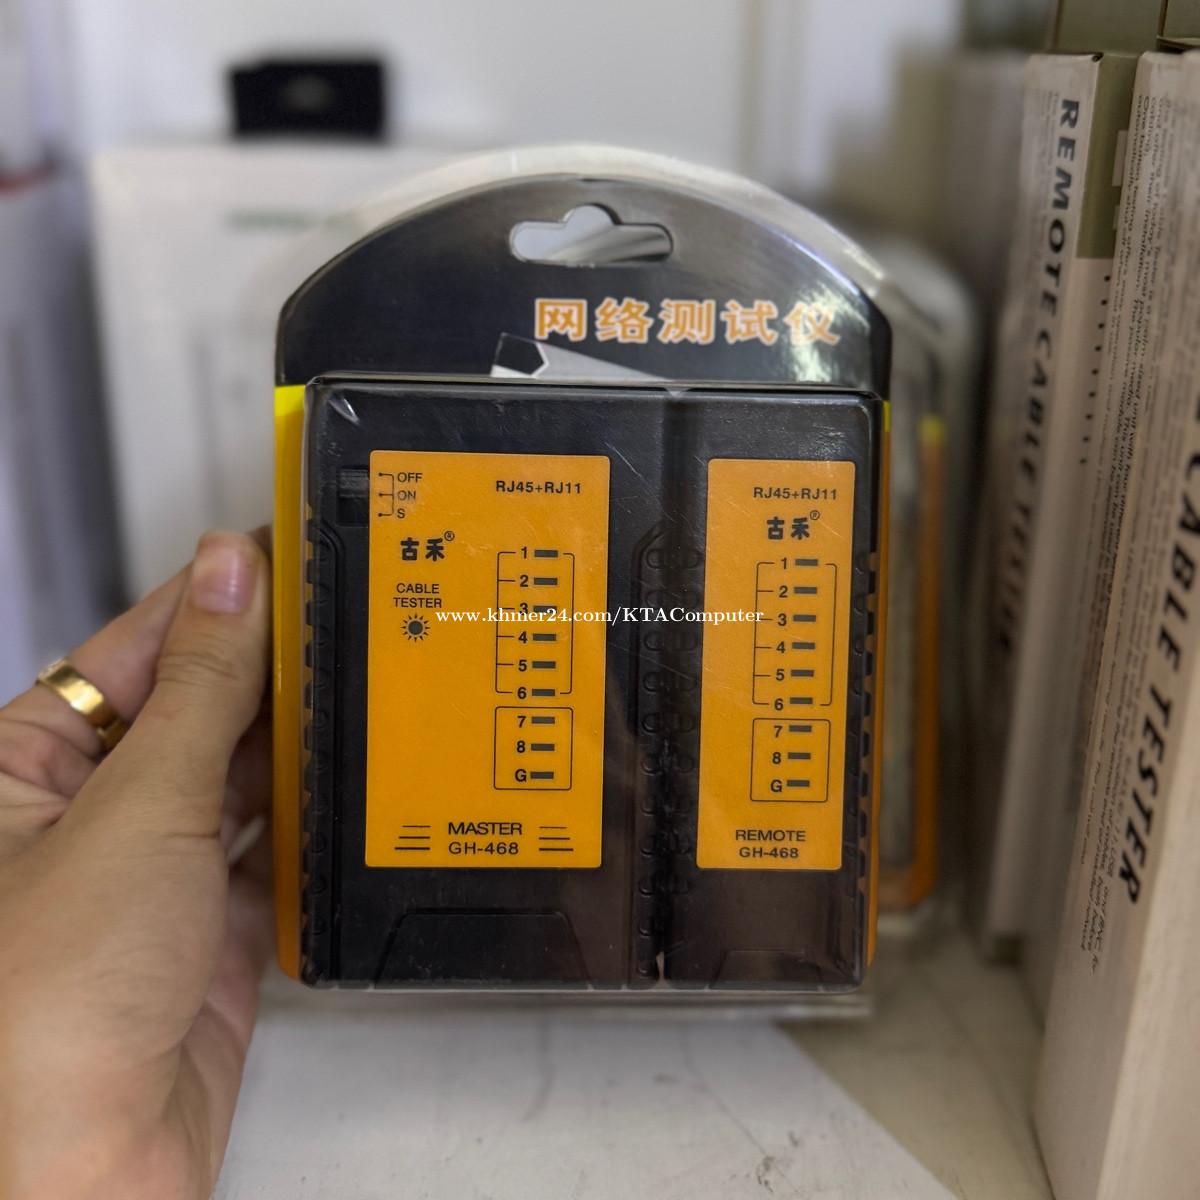 网络测试仪
OFF
ON
S
RJ45+RJ11
古禾®
CABLE
TESTER
1
2
3
4
5
6
7
8
G
MASTER
GH-468
RJ45+RJ11
古禾®
1
2
3
4
5
6
7
8
G
REMOTE
GH-468
www.khmer24.com/KTAComputer
REMOTE CABLE TESTER
CABLE TESTER